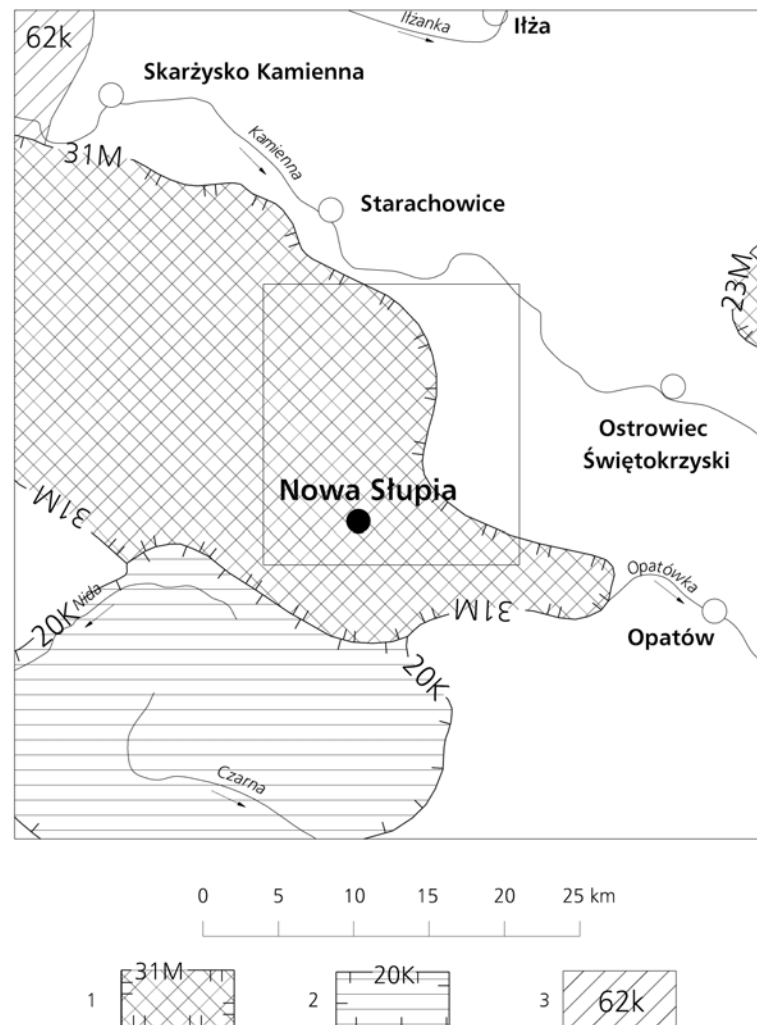 62k
Iłżanka
Iłża
Skarżysko Kamienna
31M
Kamienna
Starachowice
23M
Ostrowiec
Świętokrzyski
Nowa Słupia
31M
Nida
20K
31M
Opatówka
Opatów
20K
Czarna
0 5 10 15 20 25 km
1 31M 2 20K 3 62k